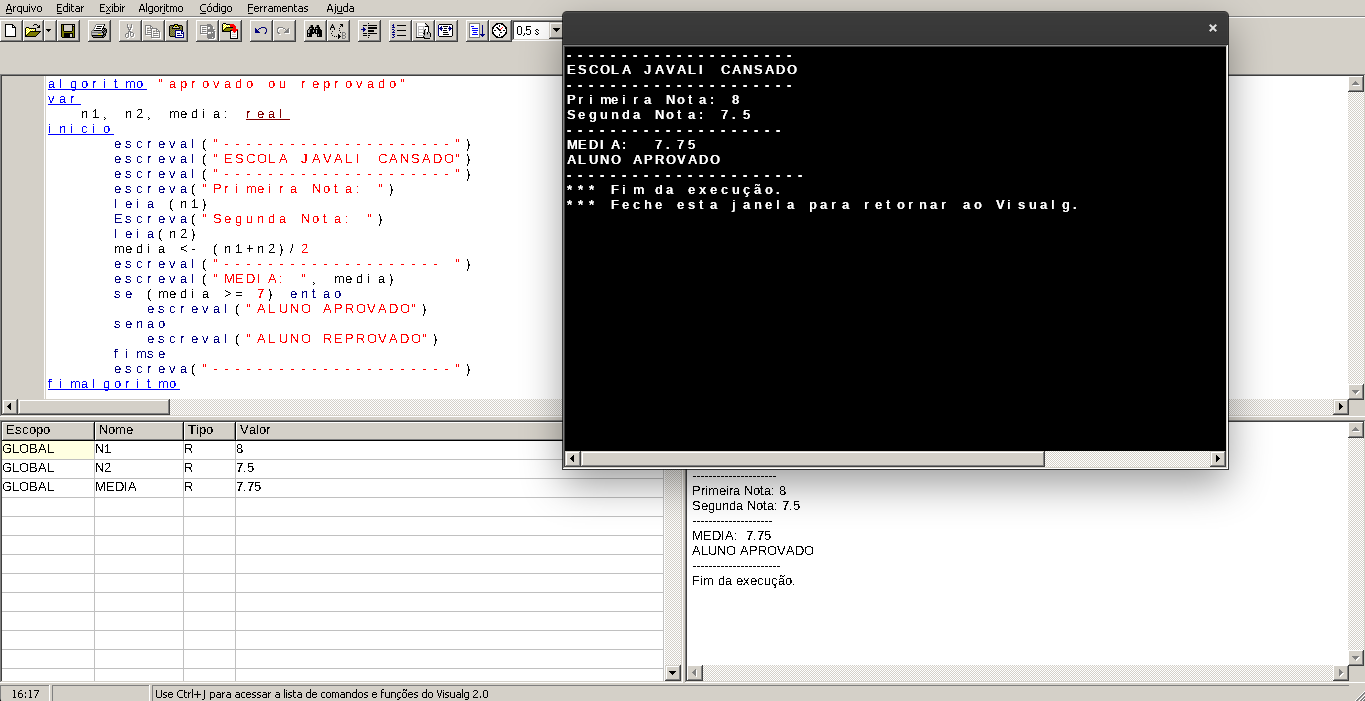 Arquivo Editar Exibir Algoritmo Código Ferramentas Ajuda
0,5 s
algoritmo "aprovado ou reprovado"
var
n1, n2, media: real
inicio
escreval("---------------------")
escreval("ESCOLA JAVALI  CANSADO")
escreval("---------------------")
escreva("Primeira Nota: ")
leia (n1)
Escreva("Segunda Nota: ")
leia(n2)
media <- (n1+n2)/2
escreval("-------------------- ")
escreval("MEDIA: ", media)
se (media >= 7) entao
escreval("ALUNO APROVADO")
senao
escreval("ALUNO REPROVADO")
fimse
escreva("----------------------")
fimalgoritmo
×
---------------------
ESCOLA JAVALI  CANSADO
---------------------
Primeira Nota: 8
Segunda Nota: 7.5
--------------------
MEDIA:  7.75
ALUNO APROVADO
----------------------
*** Fim da execução.
*** Feche esta janela para retornar ao Visualg.
Escopo Nome Tipo Valor
GLOBAL N1 R 8
GLOBAL N2 R 7.5
GLOBAL MEDIA R 7.75
---------------------
Primeira Nota: 8
Segunda Nota: 7.5
--------------------
MEDIA:  7.75
ALUNO APROVADO
----------------------
Fim da execução.
16:17
Use Ctrl+J para acessar a lista de comandos e funções do Visualg 2.0